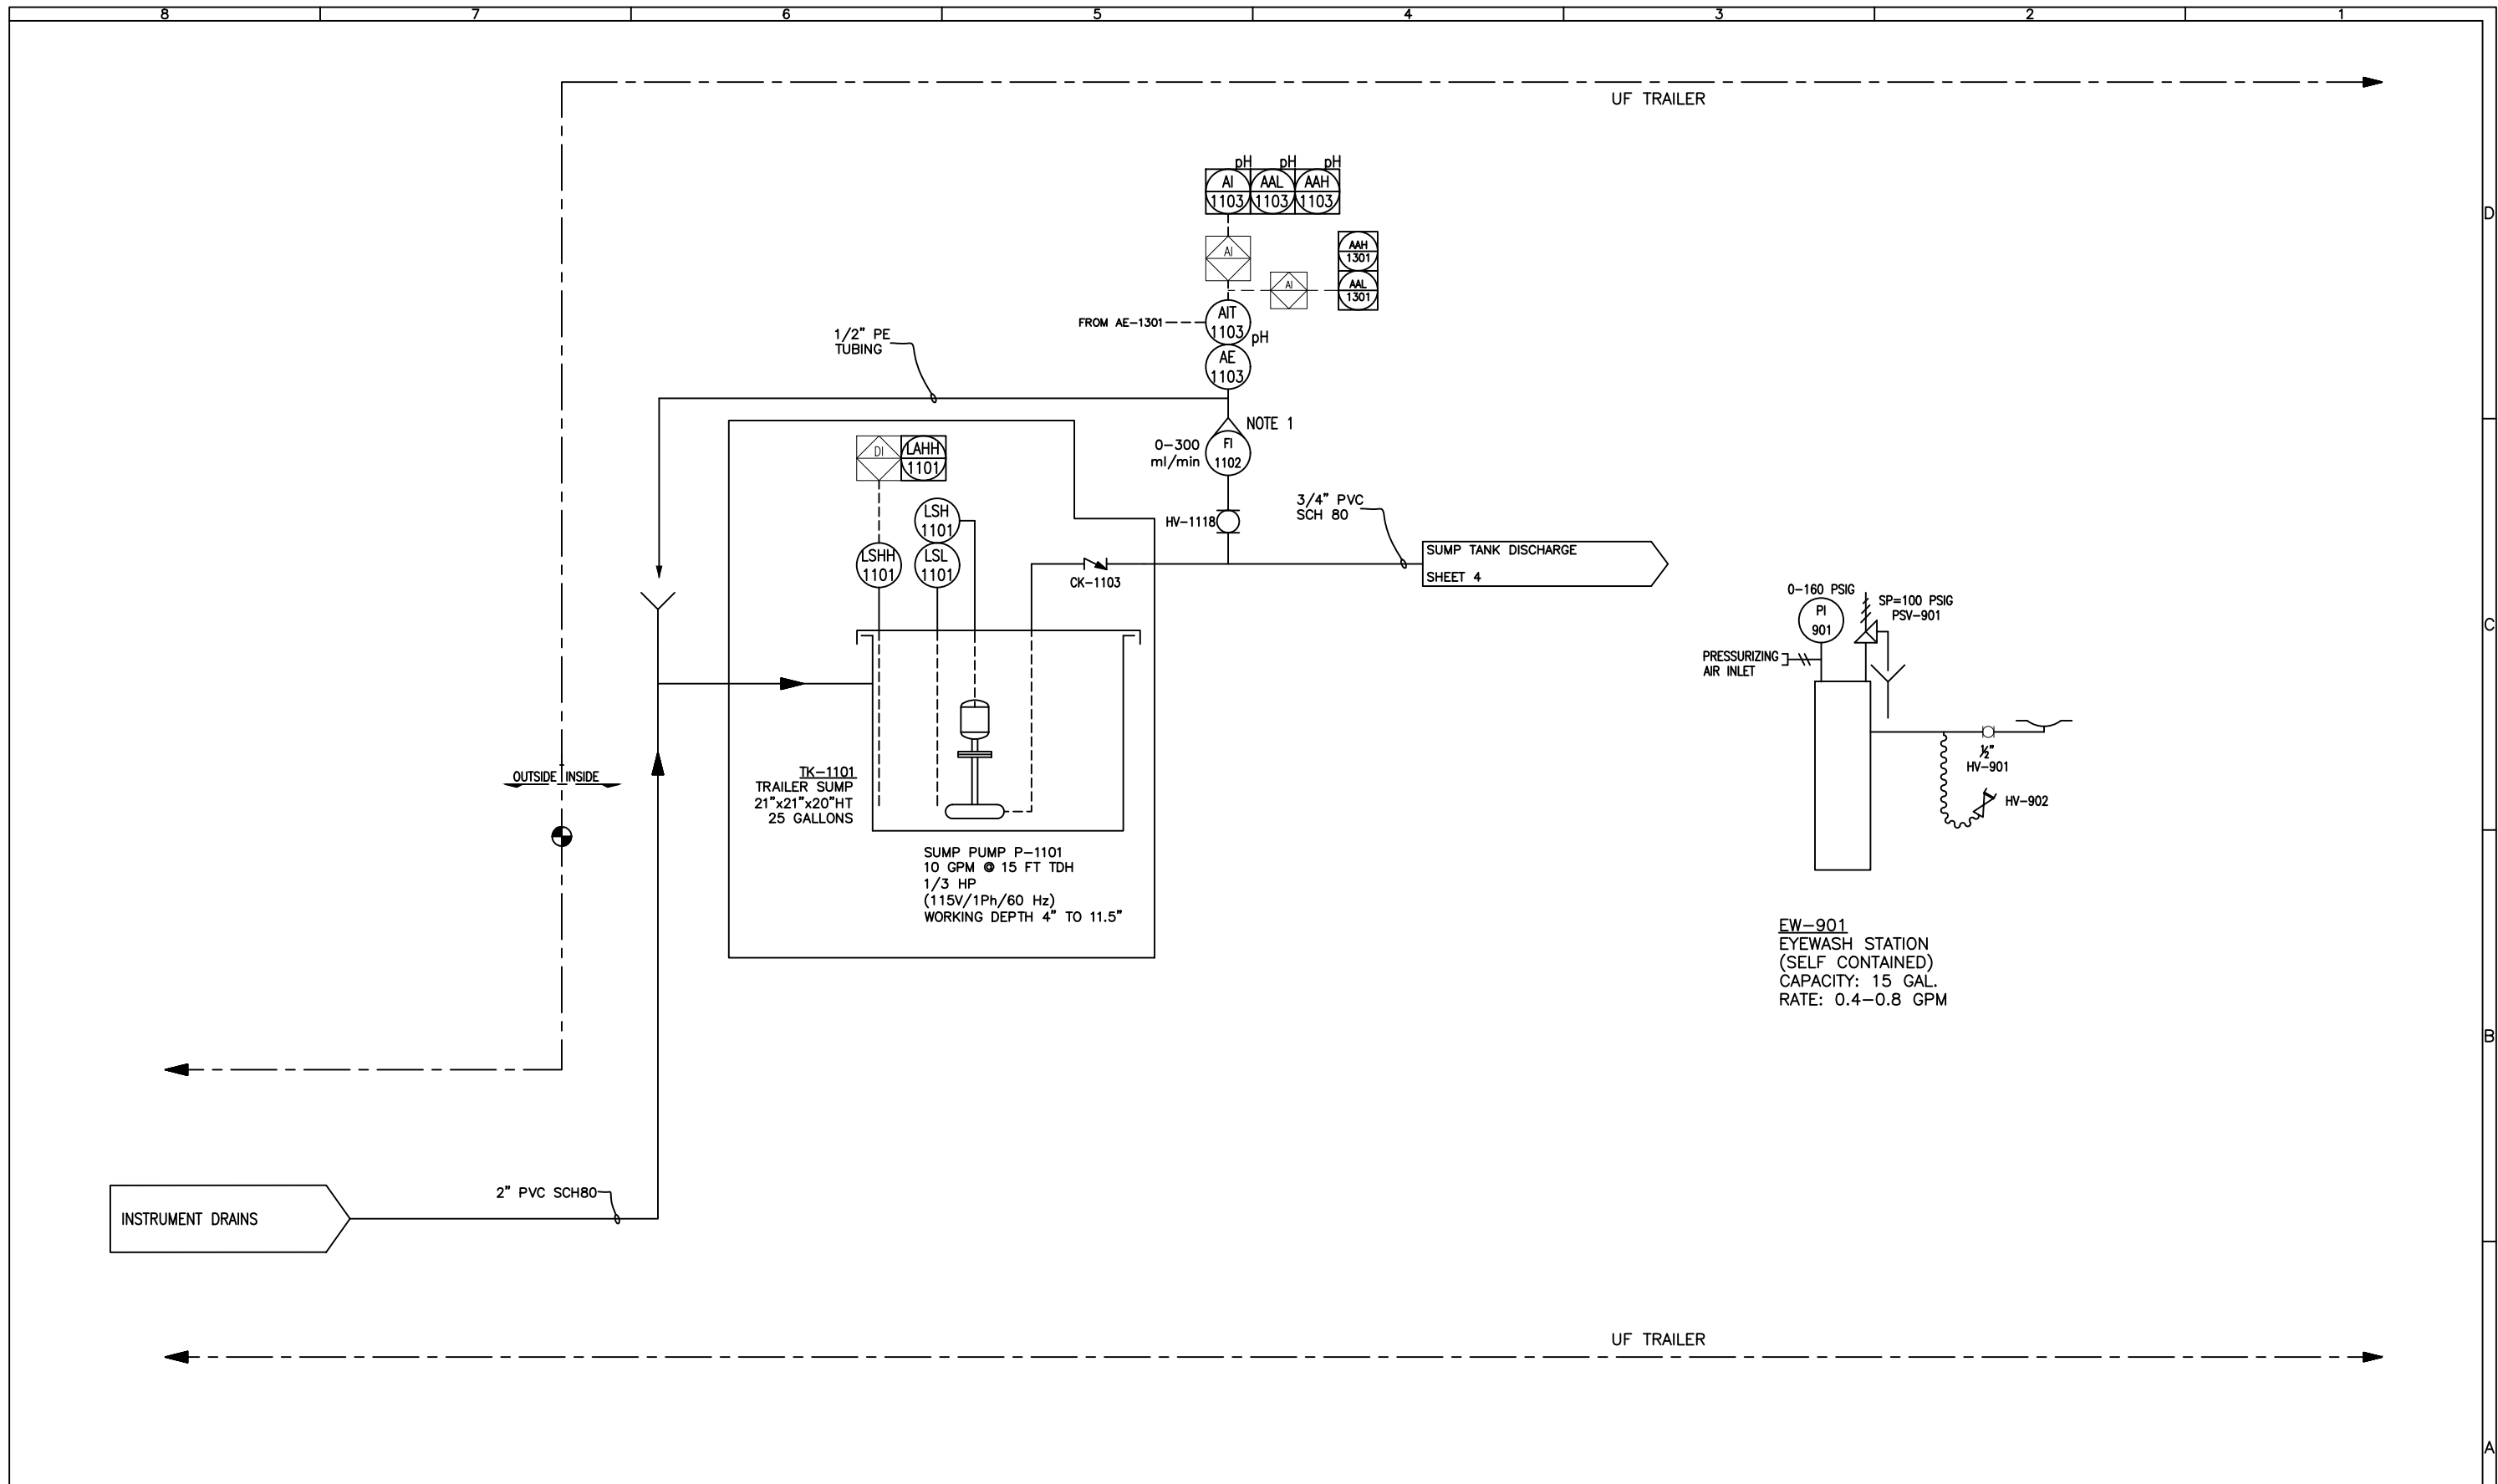 8 7 6 5 4 3 2 1
UF TRAILER
pH pH pH
AI AAL AAH
1103 1103 1103
D
AI
AAH
1301
AI
AAL
1301
FROM AE-1301
AIT
1103
pH
AE
1103
1/2" PE
TUBING
NOTE 1
0-300
ml/min
FI
1102
DI
LAHH
1101
3/4" PVC
SCH 80
HV-1118
LSH
1101
LSHH
1101
LSL
1101
CK-1103
SUMP TANK DISCHARGE
SHEET 4
0-160 PSIG
PI
901
SP=100 PSIG
PSV-901
C
PRESSURIZING
AIR INLET
½"
HV-901
HV-902
OUTSIDE INSIDE
TK-1101
TRAILER SUMP
21"x21"x20"HT
25 GALLONS
SUMP PUMP P-1101
10 GPM @ 15 FT TDH
1/3 HP
(115V/1Ph/60 Hz)
WORKING DEPTH 4" TO 11.5"
EW-901
EYEWASH STATION
(SELF CONTAINED)
CAPACITY: 15 GAL.
RATE: 0.4-0.8 GPM
B
2" PVC SCH80
INSTRUMENT DRAINS
UF TRAILER
A